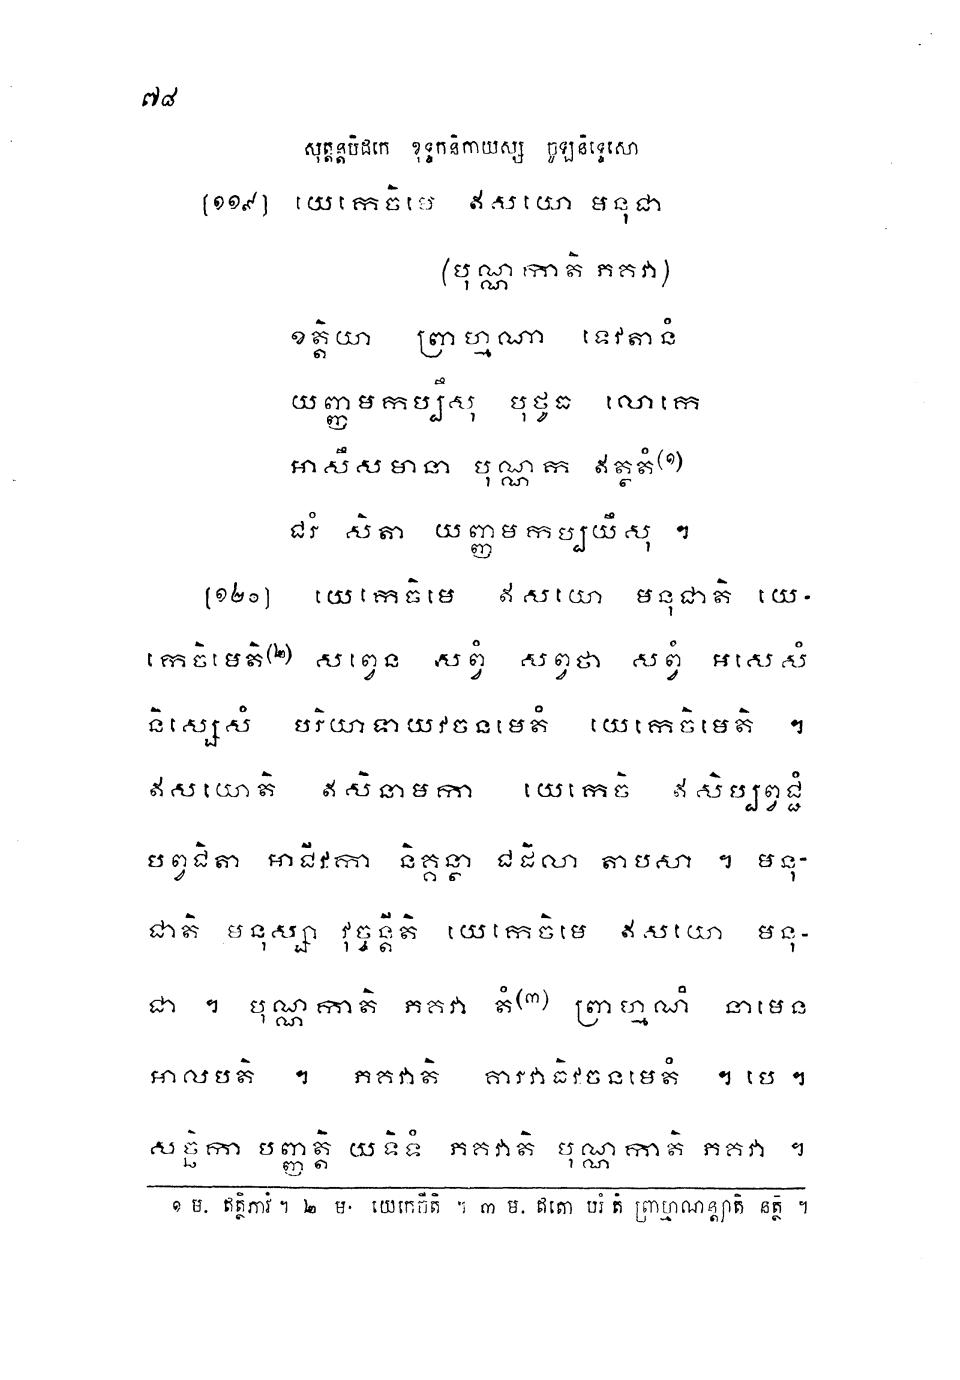 ៧៨
សុត្តន្តបិដកេ ខុទ្ទកនិកាយស្ស ចូឡនិទ្ទេសោ
(១១៩) យេកេចិមេ ឥសយោ មនុជា
(បុណ្ណកាតិ ភគវា)
ខត្តិយា ព្រាហ្មណា ទេវតានំ
យញ្ញមកប្បឹសុ បុថូធ លោកេ
អាសឹសមានា បុណ្ណក ឥត្ថតំ(១)
ជរំ សិតា យញ្ញមកប្បយឹសុ ។
(១២០) យេកេចិមេ ឥសយោ មនុជាតិ យេ-
កេចិមេតិ(២) សព្វេន សព្វំ សព្វថា សព្វំ អសេសំ
និស្សេសំ បរិយាទាយវចនមេតំ យេកេចិមេតិ ។
ឥសយោតិ ឥសិនាមកា យេកេចិ ឥសិប្បព្វជ្ជំ
បព្វជិតា អាជីវកា និគ្គន្ថា ជដិលា តាបសា ។ មនុ-
ជាតិ មនុស្សា វុច្ចន្តីតិ យេកេចិមេ ឥសយោ មនុ-
ជា ។ បុណ្ណកាតិ ភគវា តំ(៣) ព្រាហ្មណំ នាមេន
អាលបតិ ។ ភគវាតិ គារវាធិវចនមេតំ ។ បេ ។
សច្ឆិកា បញ្ញត្តិ យទិទំ ភគវាតិ បុណ្ណកាតិ ភគវា ។
១ ម. ឥត្ថិភាវំ ។ ២ ម. យេកេចីតិ ។ ៣ ម. ឥតោ បរំ តំ ព្រាហ្មណន្ត្យាតិ នត្ថិ ។